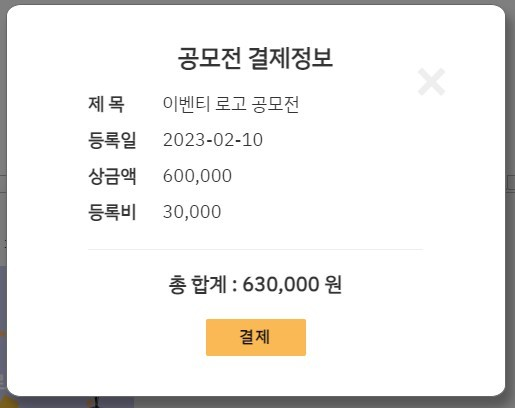 공모전 결제정보
제 목 이벤티 로고 공모전
등록일 2023-02-10
상금액 600,000
등록비 30,000
총 합계 : 630,000 원
결제